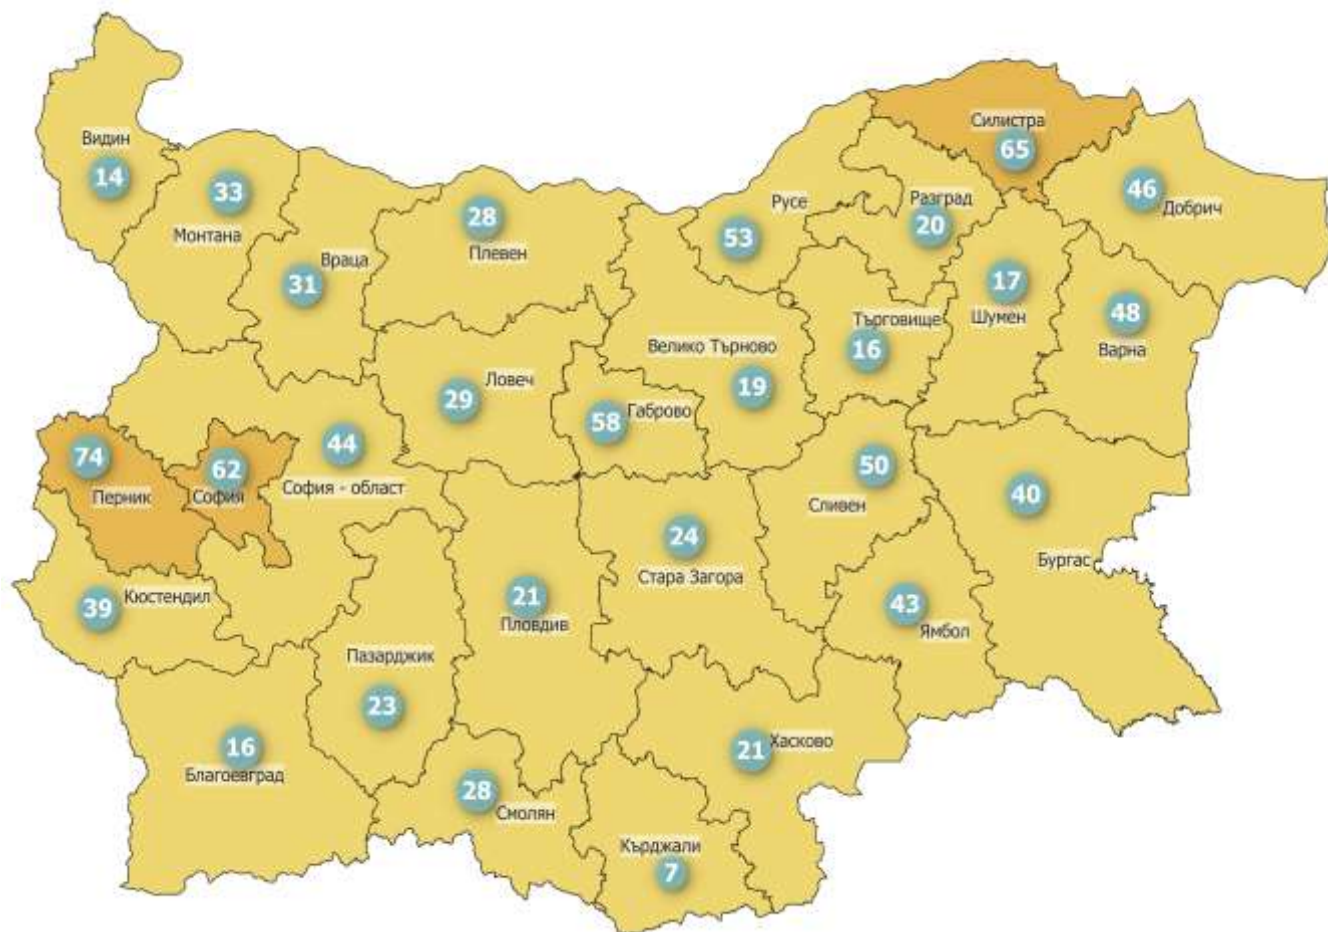 Видин
14
33
Монтана
Враца
31
28
Плевен
Русе
53
Силистра
65
Разград
20
46
Добрич
17
Шумен
48
Варна
Търговище
16
Велико Търново
19
Ловеч
29
Габрово
58
74
Перник
62
София
44
София - област
50
Сливен
40
Бургас
24
Стара Загора
21
Пловдив
43
Ямбол
Кюстендил
39
Пазарджик
23
16
Благоевград
28
Смолян
21
Хасково
Кърджали
7